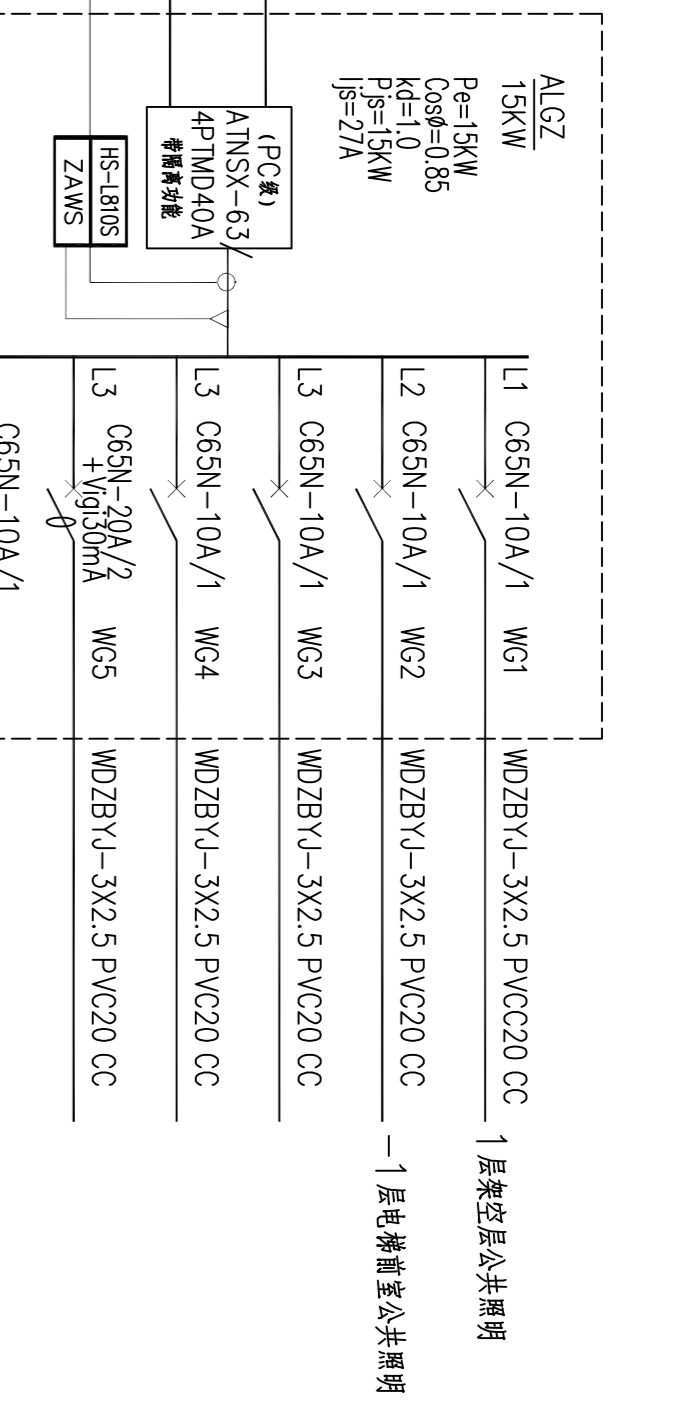 ALGZ
15KW
Pe=15KW
CosØ=0.85
kd=1.0
Pjs=15KW
Ijs=27A
(PC级)
ATNSX-63/
4PTMD40A
带隔离功能
HS-L810S
ZAWS
L1 C65N-10A/1 WG1 WDZBYJ-3X2.5 PVCC20 CC 1层架空层公共照明
L2 C65N-10A/1 WG2 WDZBYJ-3X2.5 PVC20 CC -1层电梯前室公共照明
L3 C65N-10A/1 WG3 WDZBYJ-3X2.5 PVC20 CC
L3 C65N-10A/1 WG4 WDZBYJ-3X2.5 PVC20 CC
L3 C65N-20A/2 WG5 WDZBYJ-3X2.5 PVC20 CC
+Vigi30mA
C65N-10A/1